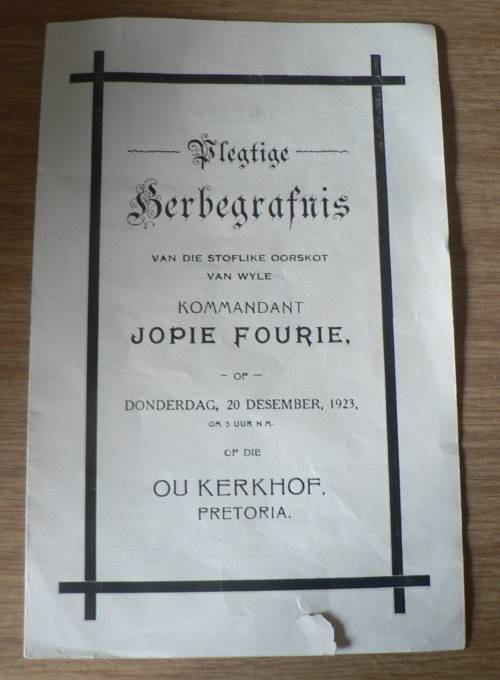 Plegtige
Herbegrafnis
VAN DIE STOFLIKE OORSKOT
VAN WYLE
KOMMANDANT
JOPIE FOURIE,
– OP –
DONDERDAG, 20 DESEMBER, 1923,
OM 3 UUR N.M.
OP DIE
OU KERKHOF,
PRETORIA.